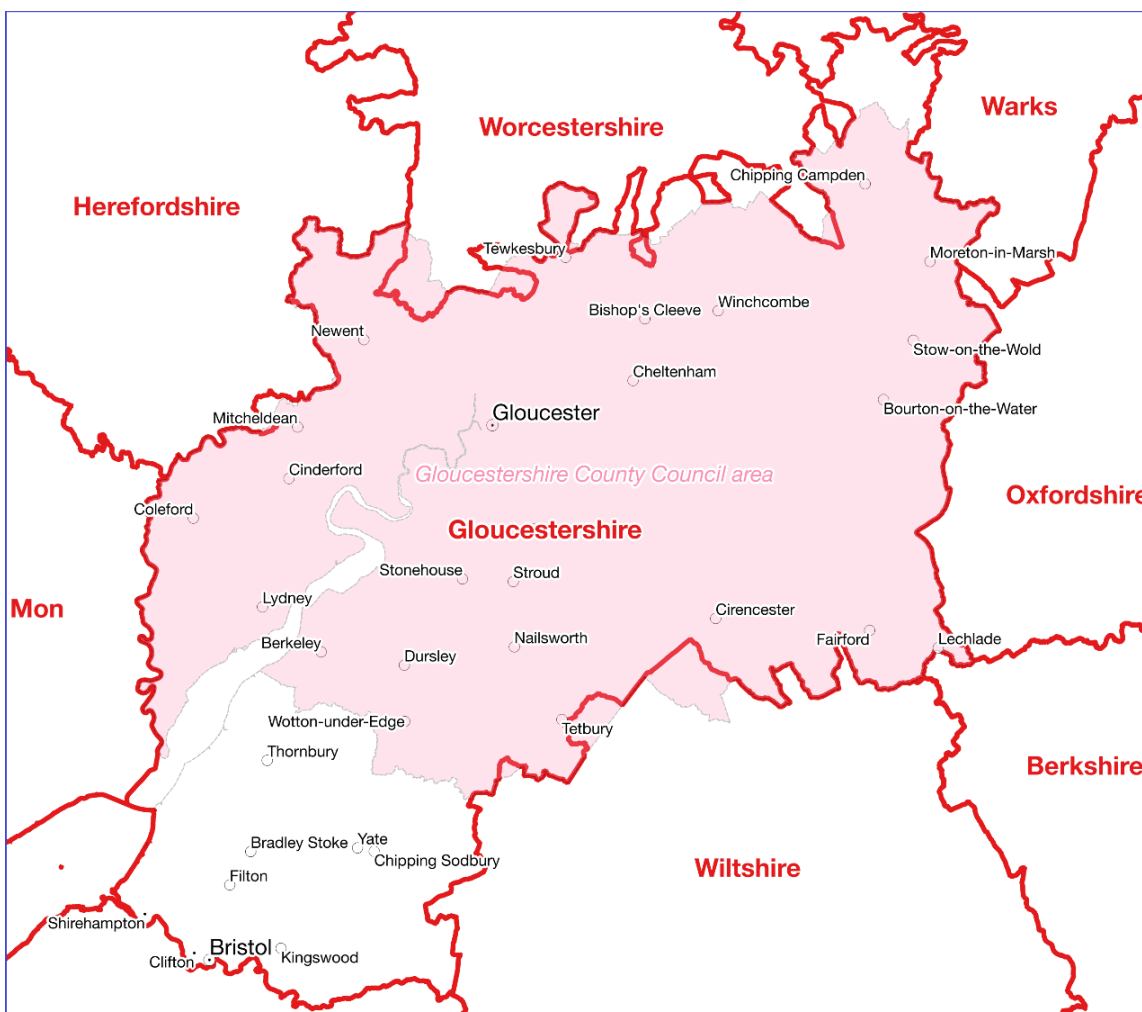 Warks
Worcestershire
Chipping Campden
Herefordshire
Tewkesbury
Moreton-in-Marsh
Bishop's Cleeve
Winchcombe
Newent
Stow-on-the-Wold
Cheltenham
Bourton-on-the-Water
Mitcheldean
Gloucester
Cinderford
Gloucestershire County Council area
Oxfordshire
Coleford
Gloucestershire
Stonehouse
Stroud
Mon
Lydney
Cirencester
Berkeley
Nailsworth
Fairford
Lechlade
Dursley
Wotton-under-Edge
Tetbury
Thornbury
Berkshire
Bradley Stoke
Yate
Chipping Sodbury
Wiltshire
Filton
Shirehampton
Bristol
Clifton
Kingswood